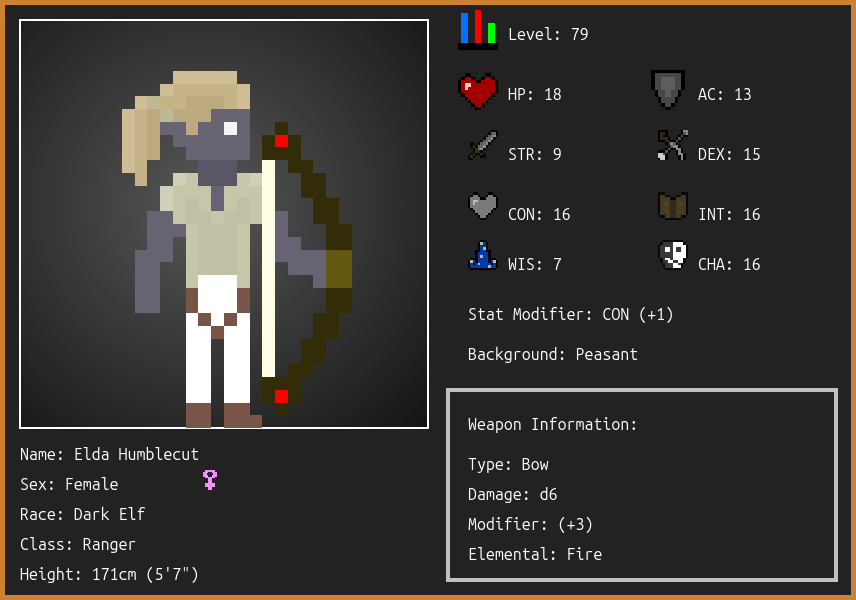 Level: 79
HP: 18
AC: 13
STR: 9
DEX: 15
CON: 16
INT: 16
WIS: 7
CHA: 16
Stat Modifier: CON (+1)
Background: Peasant
Weapon Information:
Type: Bow
Damage: d6
Modifier: (+3)
Elemental: Fire
Name: Elda Humblecut
Sex: Female
Race: Dark Elf
Class: Ranger
Height: 171cm (5'7")